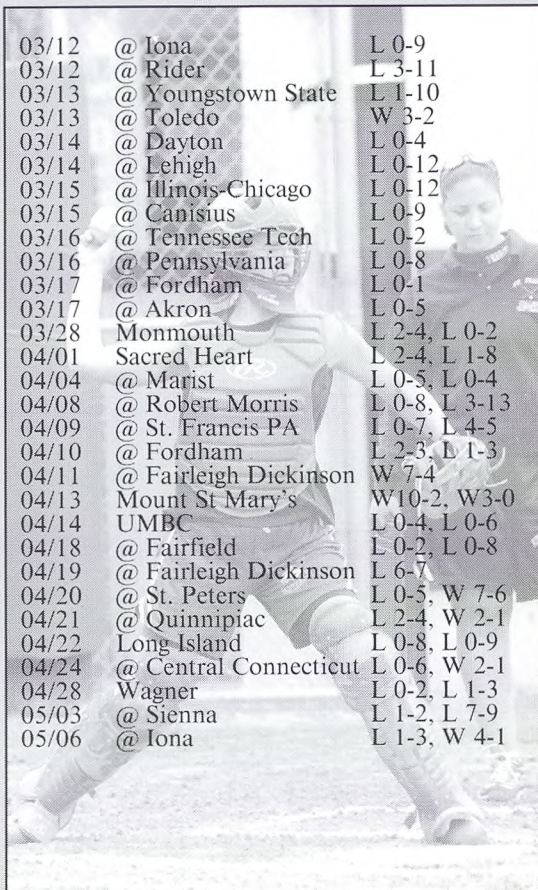 03/12 @ Iona L 0-9
03/12 @ Rider L 3-11
03/13 @ Youngstown State L 1-10
03/13 @ Toledo W 3-2
03/14 @ Dayton L 0-4
03/14 @ Lehigh L 0-12
03/15 @ Illinois-Chicago L 0-12
03/15 @ Canisius L 0-9
03/16 @ Tennessee Tech L 0-2
03/16 @ Pennsylvania L 0-8
03/17 @ Fordham L 0-1
03/17 @ Akron L 0-5
03/28 Monmouth L 2-4, L 0-2
04/01 Sacred Heart L 2-4, L 1-8
04/04 @ Marist L 0-5, L 0-4
04/08 @ Robert Morris L 0-8, L 3-13
04/09 @ St. Francis PA L 0-7, L 4-5
04/10 @ Fordham L 2-3, L 1-3
04/11 @ Fairleigh Dickinson W 7-4
04/13 Mount St Mary's W10-2, W3-0
04/14 UMBC L 0-4, L 0-6
04/18 @ Fairfield L 0-2, L 0-8
04/19 @ Fairleigh Dickinson L 6-7
04/20 @ St. Peters L 0-5, W 7-6
04/21 @ Quinnipiac L 2-4, W 2-1
04/22 Long Island L 0-8, L 0-9
04/24 @ Central Connecticut L 0-6, W 2-1
04/28 Wagner L 0-2, L 1-3
05/03 @ Sienna L 1-2, L 7-9
05/06 @ Iona L 1-3, W 4-1